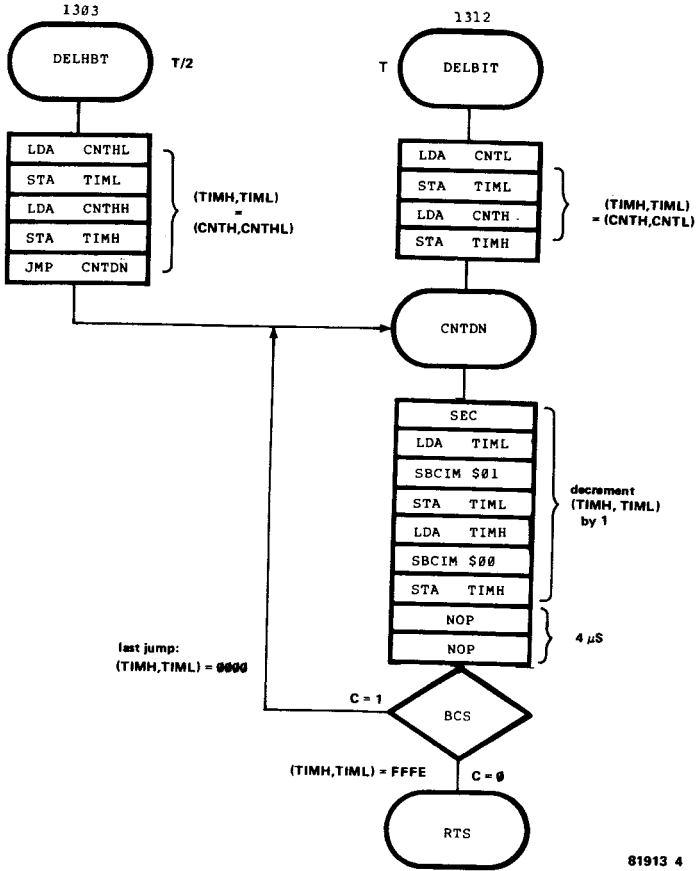 1303
DELHBT
T/2
LDA CNTHL
STA TIML
LDA CNTHH
STA TIMH
JMP CNTDN
(TIMH,TIML)
=
(CNTH,CNTHL)
1312
T
DELBIT
LDA CNTL
STA TIML
LDA CNTH.
STA TIMH
(TIMH,TIML)
= (CNTH,CNTL)
CNTDN
SEC
LDA TIML
SBCIM $01
STA TIML
LDA TIMH
SBCIM $00
STA TIMH
NOP
NOP
decrement
(TIMH, TIML)
by 1
4 μS
last jump:
(TIMH,TIML) = 0000
C = 1
BCS
(TIMH,TIML) = FFFE
C = 0
RTS
81913 4